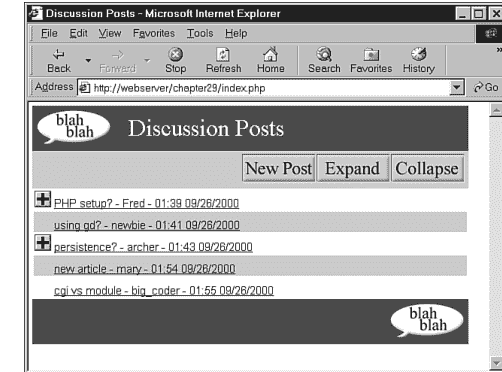 Discussion Posts - Microsoft Internet Explorer
File Edit View Favorites Tools Help
Back Forward Stop Refresh Home Search Favorites History
Address http://webserver/chapter29/index.php Go
blah
blah
Discussion Posts
New Post Expand Collapse
PHP setup? - Fred - 01:39 09/26/2000
using gd? - newbie - 01:41 09/26/2000
persistence? - archer - 01:43 09/26/2000
new article - mary - 01:54 09/26/2000
cgi vs module - big_coder - 01:55 09/26/2000
blah
blah